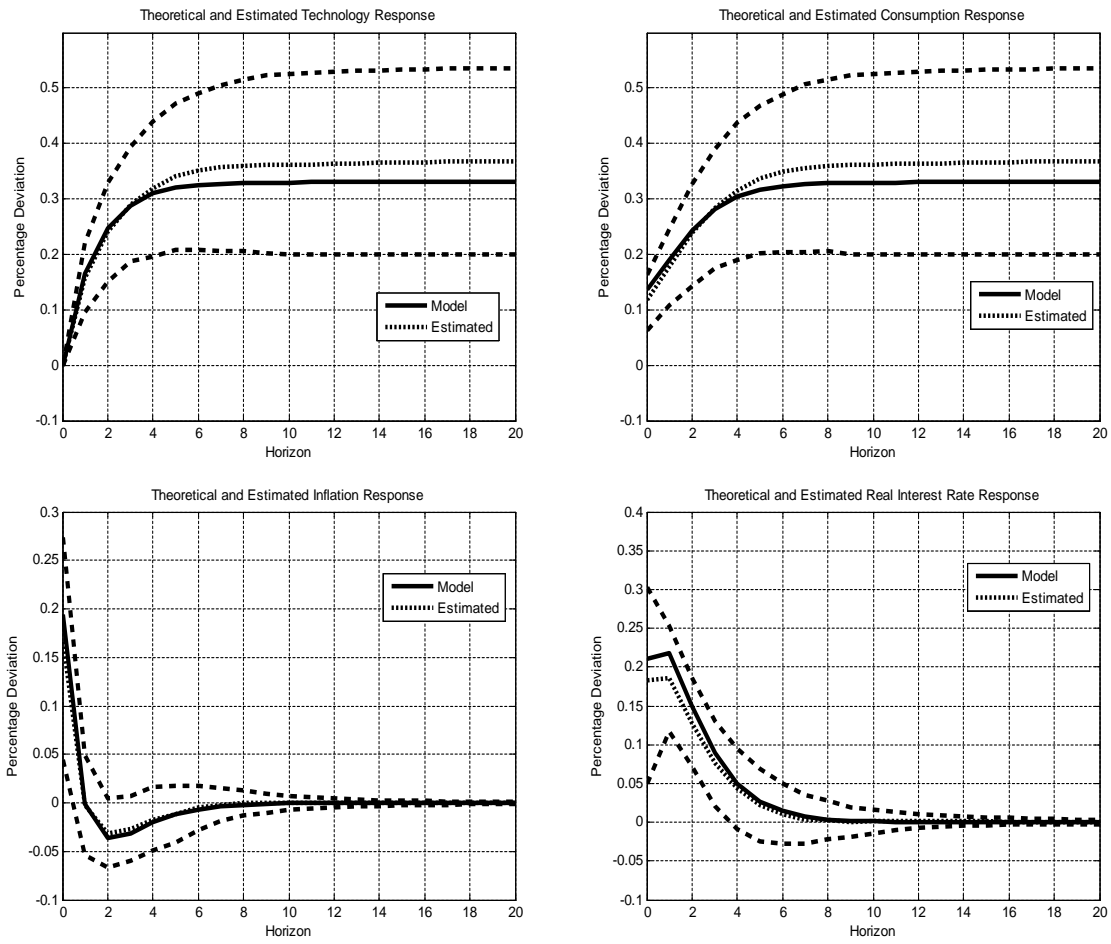 Theoretical and Estimated Technology Response
0.5
0.4
0.3
0.2
0.1
0
-0.1
Percentage Deviation
Model
Estimated
0 2 4 6 8 10 12 14 16 18 20
Horizon
Theoretical and Estimated Consumption Response
0.5
0.4
0.3
0.2
0.1
0
-0.1
Percentage Deviation
Model
Estimated
0 2 4 6 8 10 12 14 16 18 20
Horizon
Theoretical and Estimated Inflation Response
0.3
0.25
0.2
0.15
0.1
0.05
0
-0.05
-0.1
Percentage Deviation
Model
Estimated
0 2 4 6 8 10 12 14 16 18 20
Horizon
Theoretical and Estimated Real Interest Rate Response
0.4
0.35
0.3
0.25
0.2
0.15
0.1
0.05
0
-0.05
-0.1
Percentage Deviation
Model
Estimated
0 2 4 6 8 10 12 14 16 18 20
Horizon